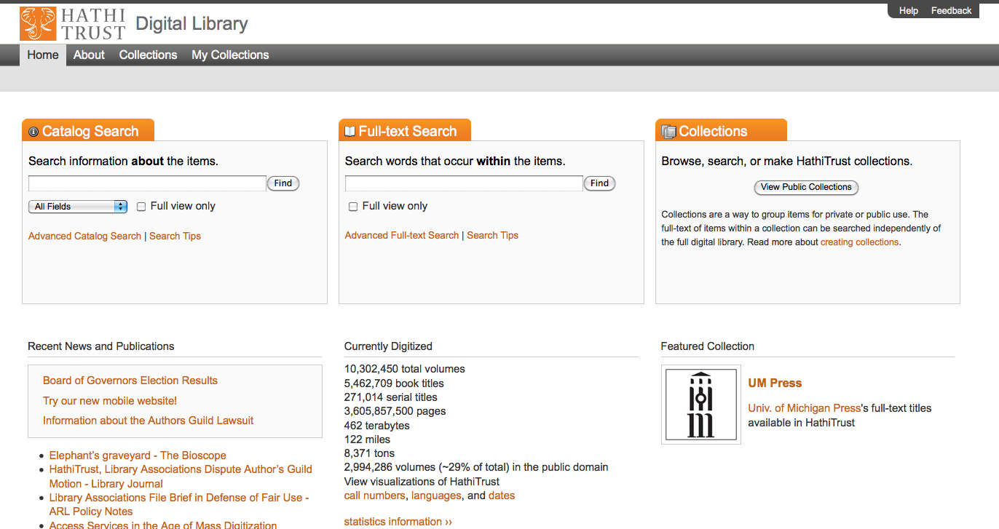 HATHI
TRUST
Digital Library
Help Feedback
Home About Collections My Collections
Catalog Search
Search information about the items.
Find
All Fields Full view only
Advanced Catalog Search | Search Tips
Full-text Search
Search words that occur within the items.
Find
Full view only
Advanced Full-text Search | Search Tips
Collections
Browse, search, or make HathiTrust collections.
View Public Collections
Collections are a way to group items for private or public use. The
full-text of items within a collection can be searched independently of
the full digital library. Read more about creating collections.
Recent News and Publications
Board of Governors Election Results
Try our new mobile website!
Information about the Authors Guild Lawsuit
• Elephant's graveyard - The Bioscope
• HathiTrust, Library Associations Dispute Author's Guild
Motion - Library Journal
• Library Associations File Brief in Defense of Fair Use -
ARL Policy Notes
• Access Services in the Age of Mass Digitization
Currently Digitized
10,302,450 total volumes
5,462,709 book titles
271,014 serial titles
3,605,857,500 pages
462 terabytes
122 miles
8,371 tons
2,994,286 volumes (~29% of total) in the public domain
View visualizations of HathiTrust
call numbers, languages, and dates
statistics information ››
Featured Collection
m
UM Press
Univ. of Michigan Press's full-text titles
available in HathiTrust